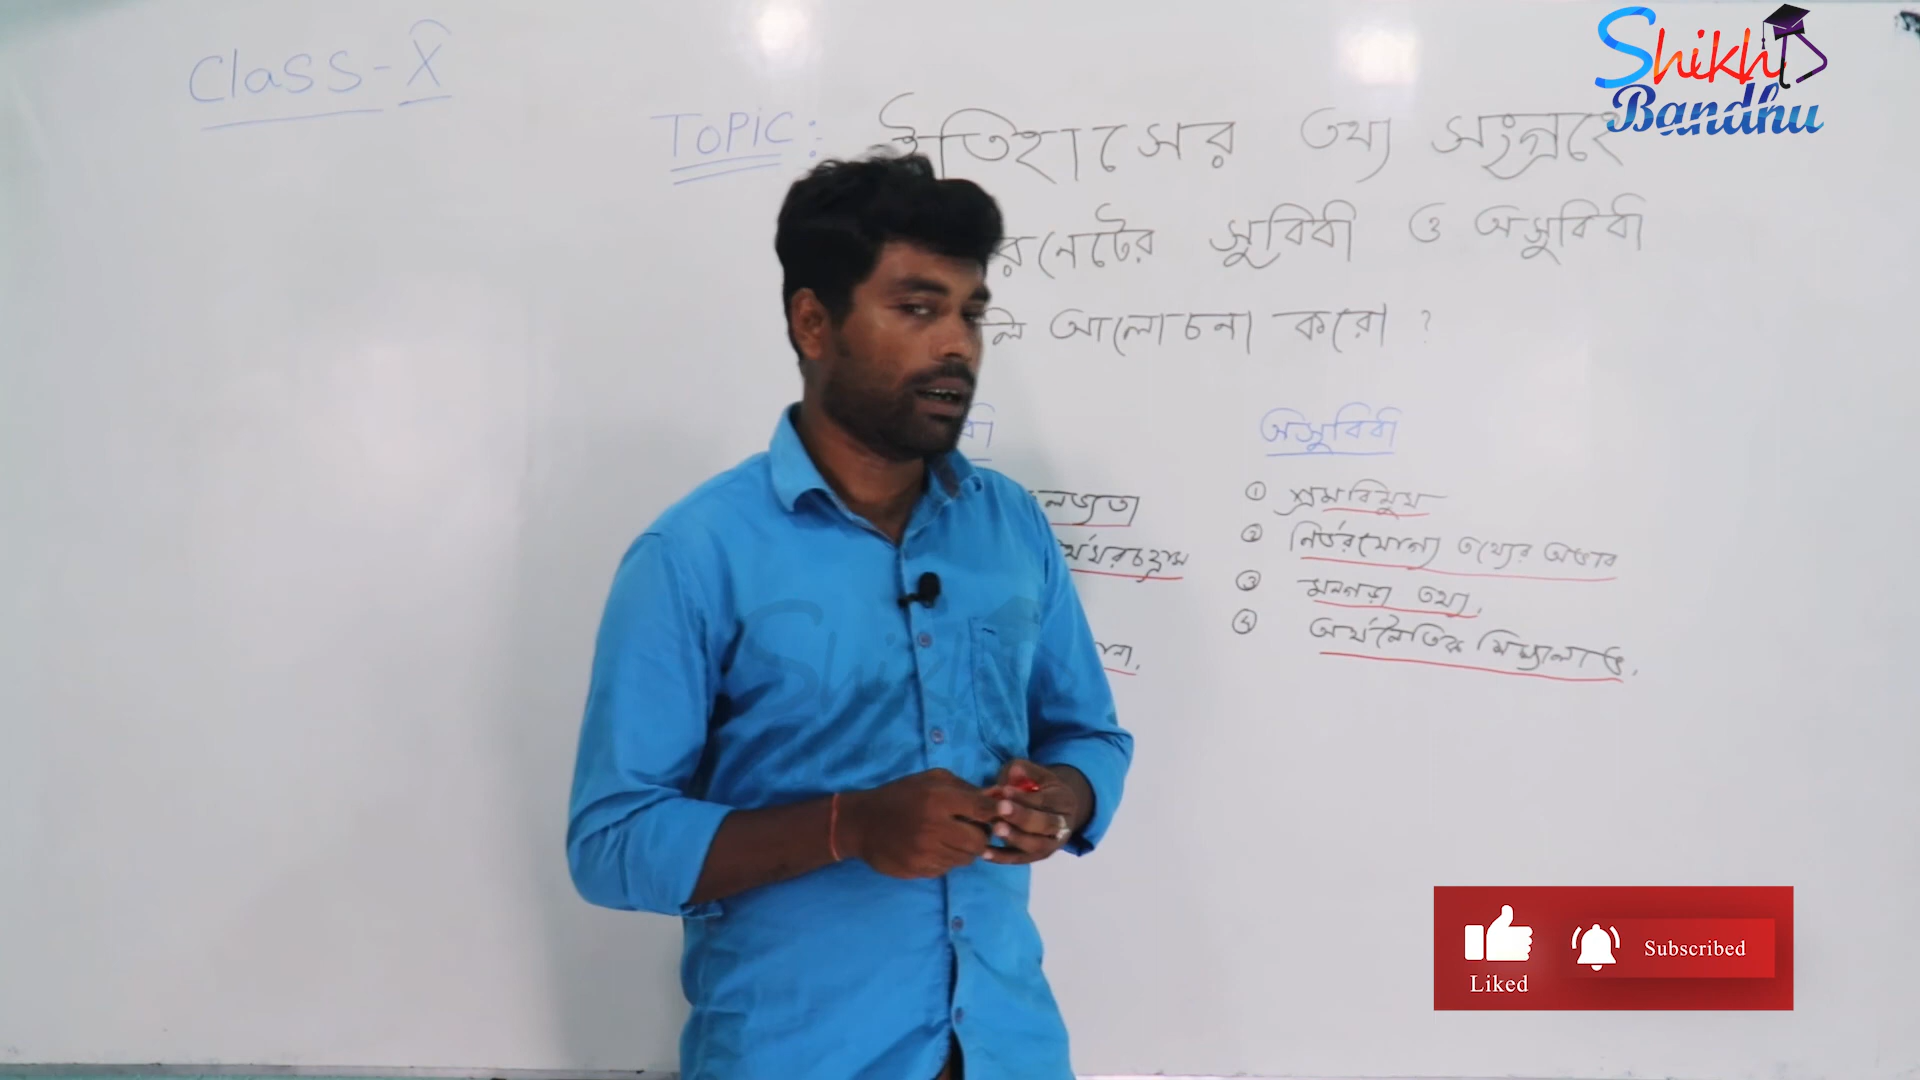 Class-X
Shikha
Bandhu
TOPIC: ইতিহাসের তথ্য সংগ্রহে
সুবিধা ও অসুবিধা
আলোচনা করো ?
অসুবিধা
① শ্রমবিমুখ
② নির্ভরযোগ্য তথ্যের অভাব
③ মনগড়া তথ্য.
④ অর্থনৈতিক
Liked
Subscribed